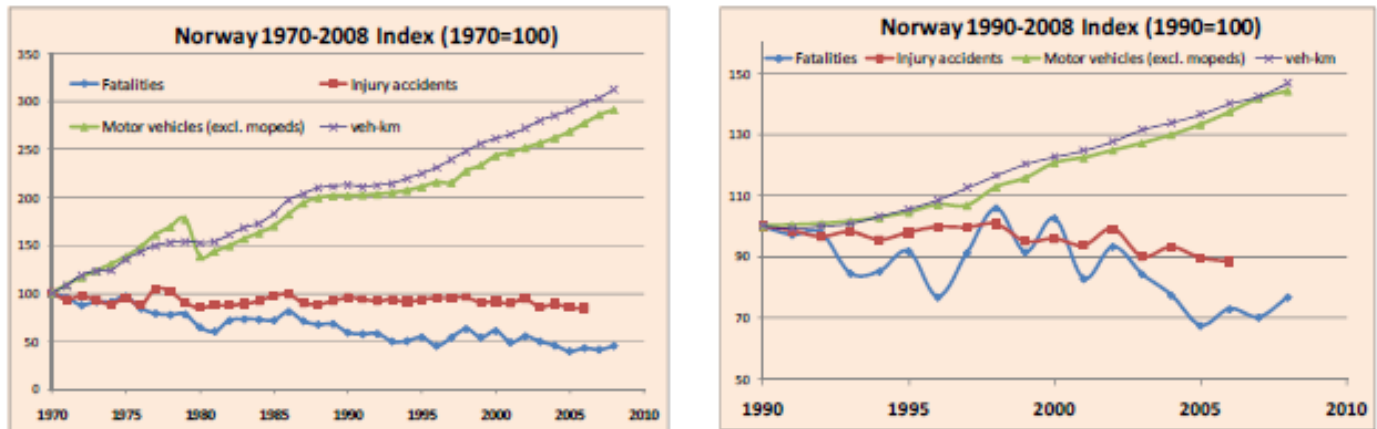 Norway 1970-2008 Index (1970=100)
350
300
250
200
150
100
50
0
Fatalities
Injury accidents
Motor vehicles (excl. mopeds)
veh-km
1970
1975
1980
1985
1990
1995
2000
2005
2010
Norway 1990-2008 Index (1990=100)
Fatalities
Injury accidents
Motor vehicles (excl. mopeds)
veh-km
150
130
110
90
70
50
1990
1995
2000
2005
2010